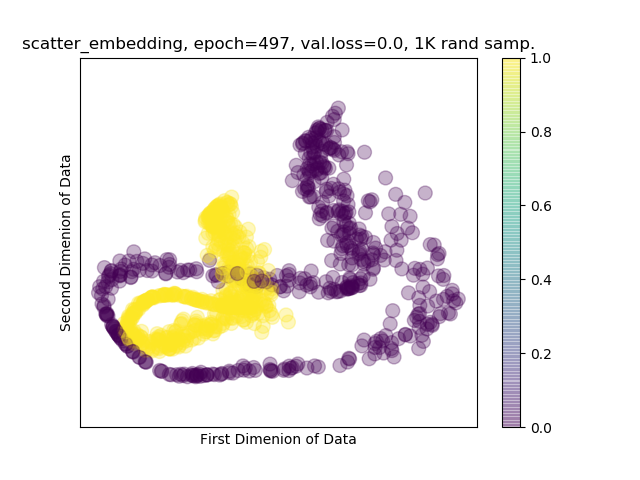 scatter_embedding, epoch=497, val.loss=0.0, 1K rand samp.
Second Dimenion of Data
First Dimenion of Data
1.0
0.8
0.6
0.4
0.2
0.0